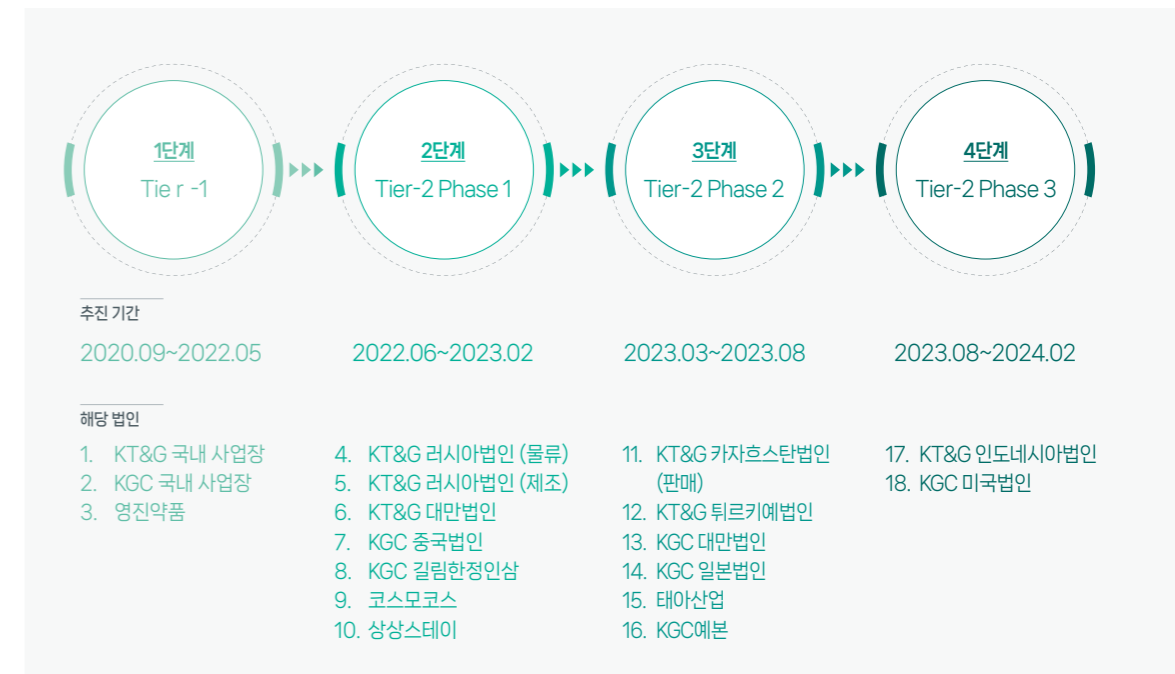 1단계
Tie r -1
2단계
Tier-2 Phase 1
3단계
Tier-2 Phase 2
4단계
Tier-2 Phase 3
추진 기간
2020.09~2022.05
2022.06~2023.02
2023.03~2023.08
2023.08~2024.02
해당 법인
1. KT&G 국내 사업장
2. KGC 국내 사업장
3. 영진약품
4. KT&G 러시아법인 (물류)
5. KT&G 러시아법인 (제조)
6. KT&G 대만법인
7. KGC 중국법인
8. KGC 길림한정인삼
9. 코스모코스
10. 상상스테이
11. KT&G 카자흐스탄법인
(판매)
12. KT&G 튀르키예법인
13. KGC 대만법인
14. KGC 일본법인
15. 태아산업
16. KGC예본
17. KT&G 인도네시아법인
18. KGC 미국법인